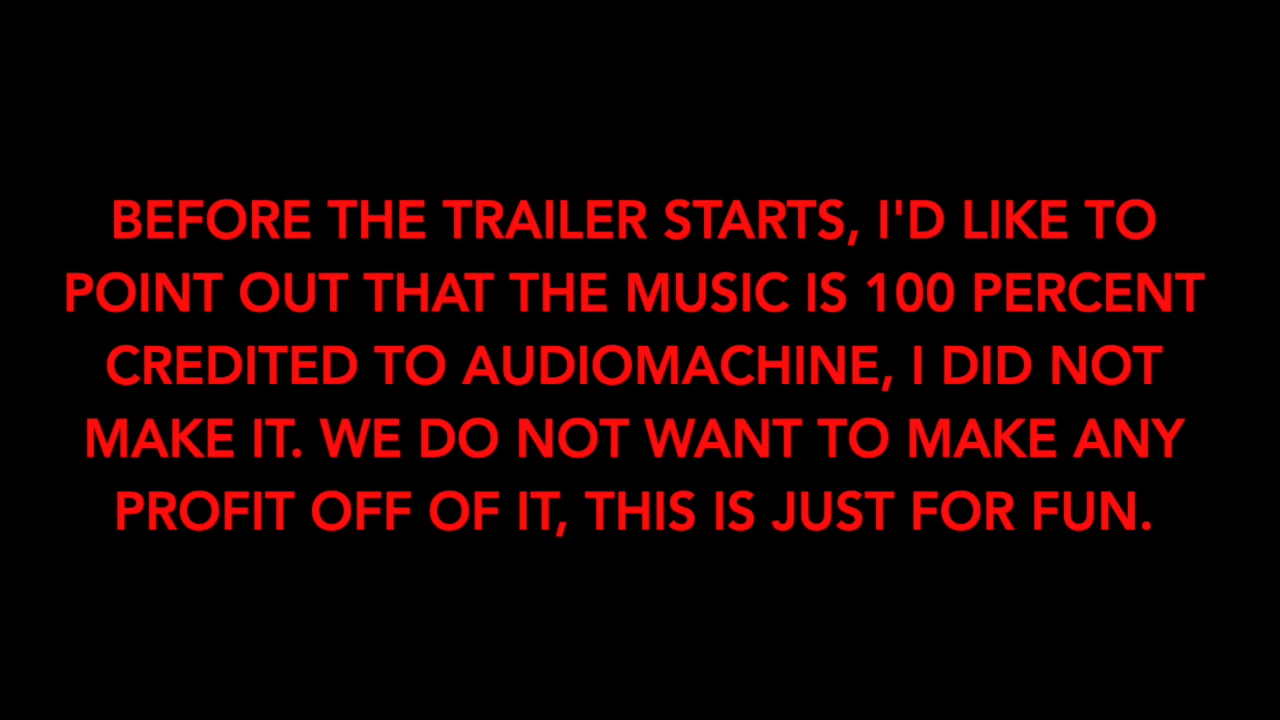 BEFORE THE TRAILER STARTS, I'D LIKE TO
POINT OUT THAT THE MUSIC IS 100 PERCENT
CREDITED TO AUDIOMACHINE, I DID NOT
MAKE IT. WE DO NOT WANT TO MAKE ANY
PROFIT OFF OF IT, THIS IS JUST FOR FUN.